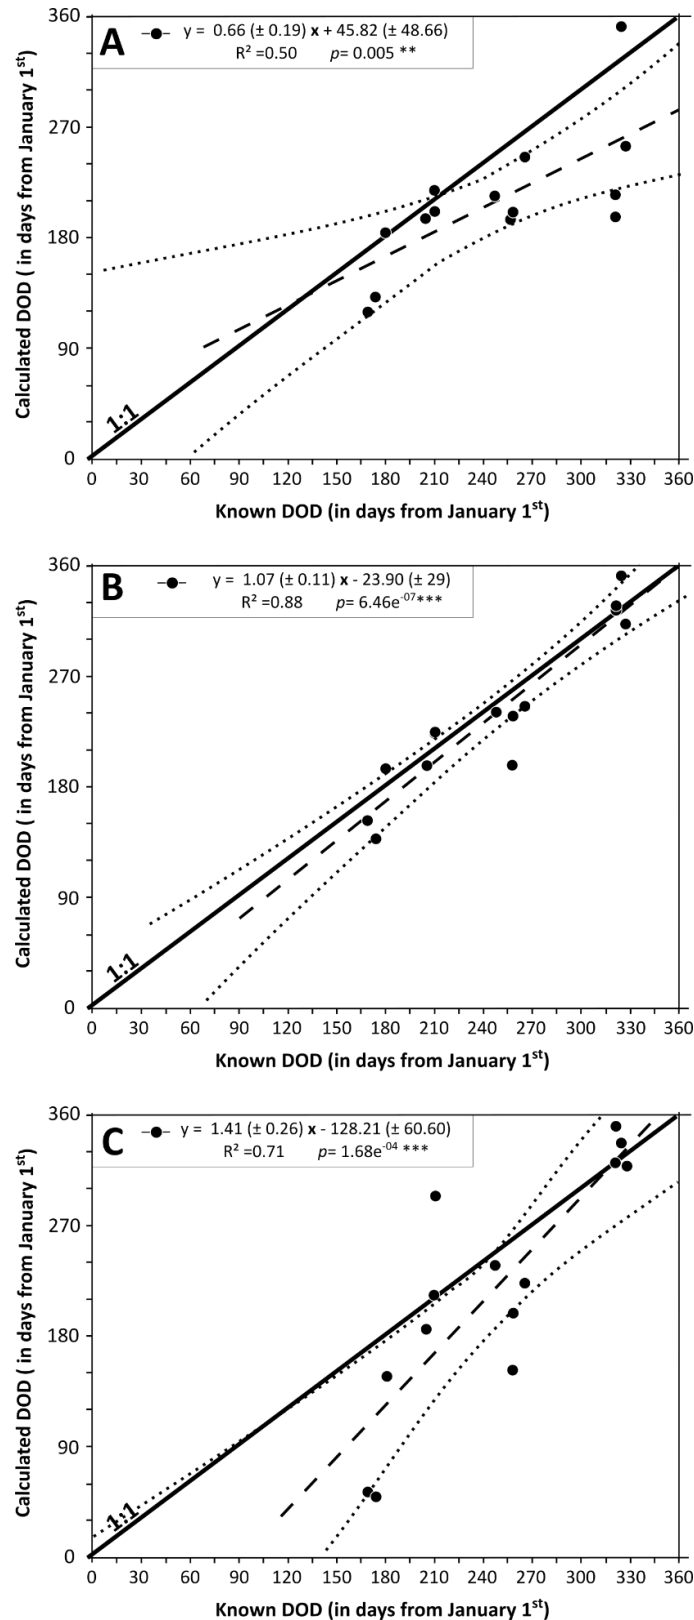 A
y = 0.66 (± 0.19) x + 45.82 (± 48.66)
R² =0.50 p= 0.005 **
Calculated DOD ( in days from January 1st)
360
270
180
90
0
1:1
0 30 60 90 120 150 180 210 240 270 300 330 360
Known DOD (in days from January 1st)
B
y = 1.07 (± 0.11) x - 23.90 (± 29)
R² =0.88 p= 6.46e-07***
Calculated DOD ( in days from January 1st)
360
270
180
90
0
1:1
0 30 60 90 120 150 180 210 240 270 300 330 360
Known DOD (in days from January 1st)
C
y = 1.41 (± 0.26) x - 128.21 (± 60.60)
R² =0.71 p= 1.68e-04 ***
Calculated DOD ( in days from January 1st)
360
270
180
90
0
1:1
0 30 60 90 120 150 180 210 240 270 300 330 360
Known DOD (in days from January 1st)